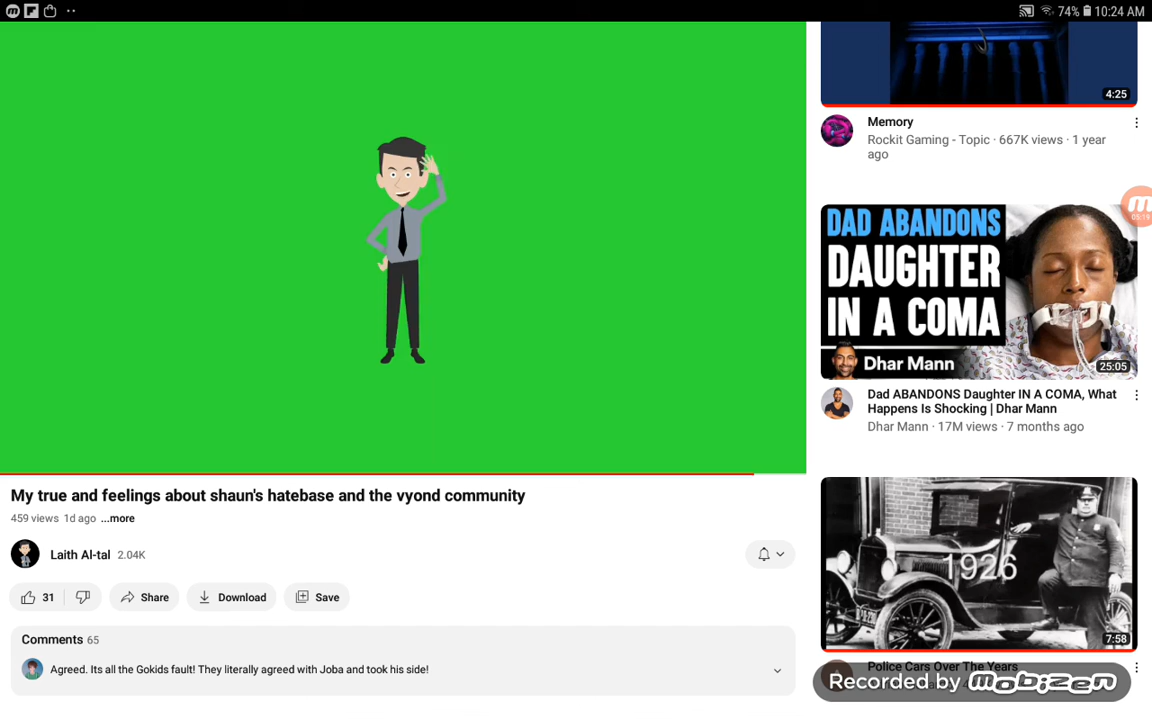 74% 10:24 AM
4:25
Memory
Rockit Gaming - Topic · 667K views · 1 year
ago
05:19
DAD ABANDONS
DAUGHTER
IN A COMA
Dhar Mann
25:05
Dad ABANDONS Daughter IN A COMA, What
Happens Is Shocking | Dhar Mann
Dhar Mann · 17M views · 7 months ago
My true and feelings about shaun's hatebase and the vyond community
459 views 1d ago ...more
Laith Al-tal 2.04K
31 Share Download Save
Comments 65
Agreed. Its all the Gokids fault! They literally agreed with Joba and took his side!
1926
7:58
Police Cars Over The Years
Recorded by mobizen